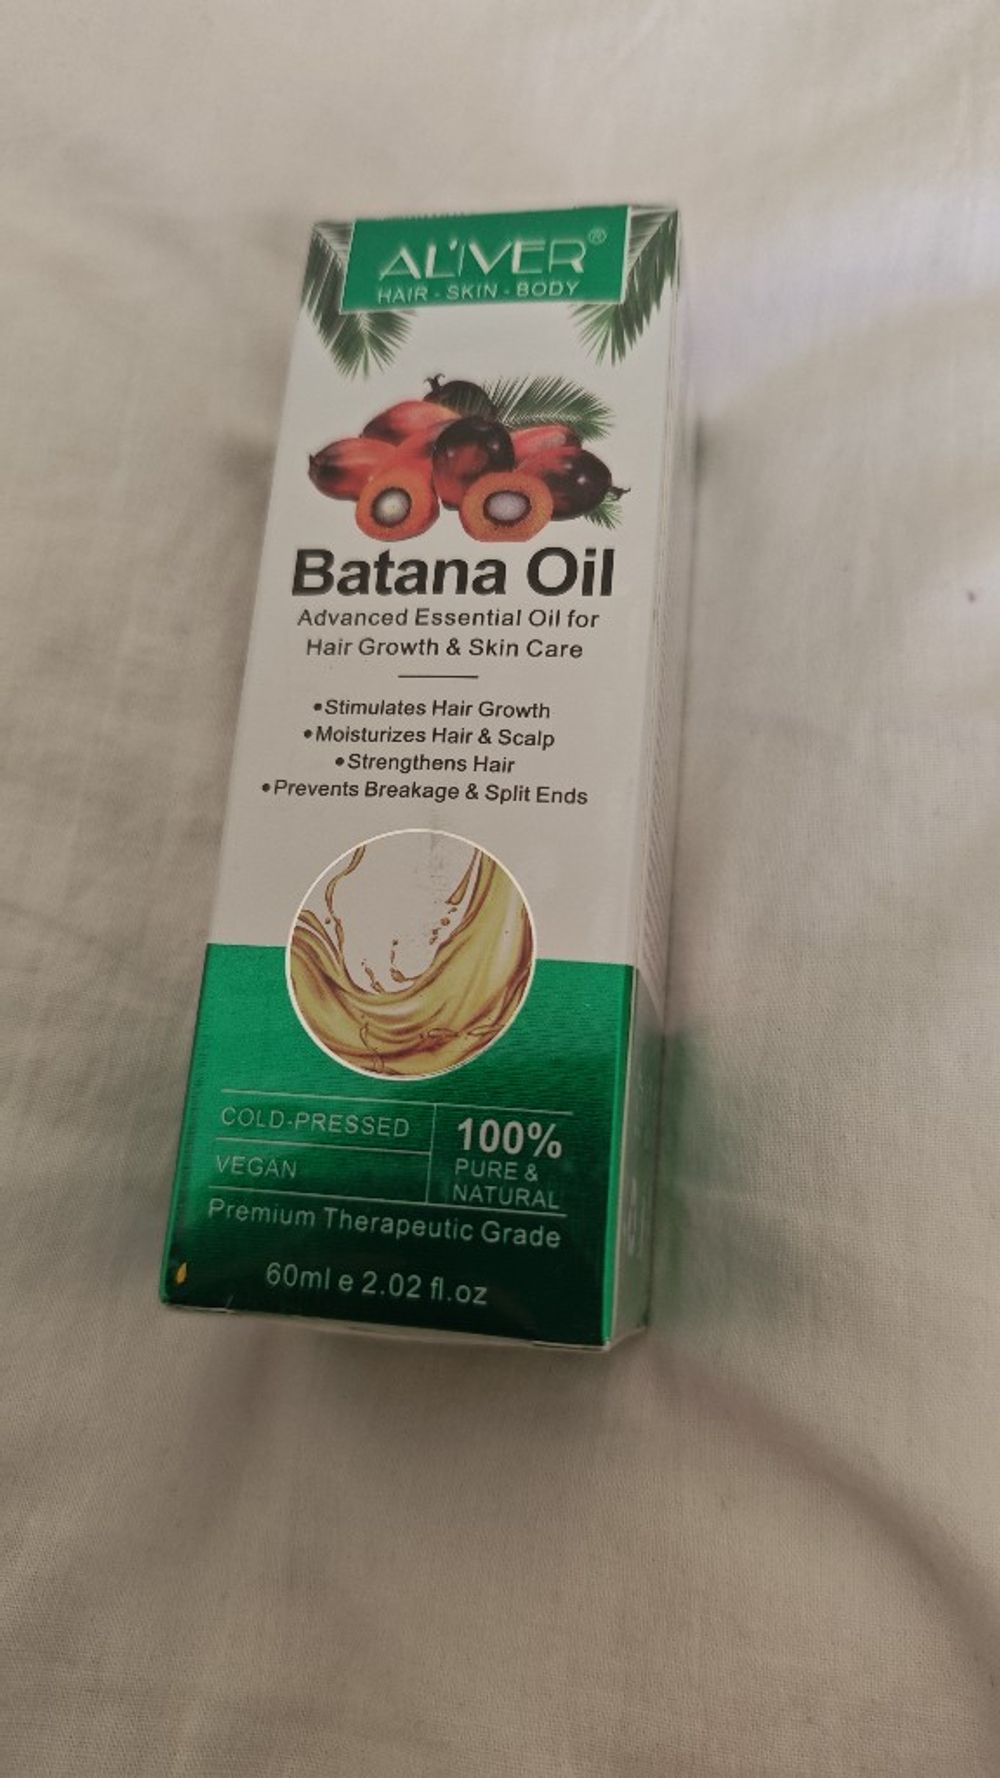 ALIVER®
HAIR - SKIN - BODY
Batana Oil
Advanced Essential Oil for
Hair Growth & Skin Care
•Stimulates Hair Growth
•Moisturizes Hair & Scalp
•Strengthens Hair
•Prevents Breakage & Split Ends
COLD-PRESSED
VEGAN
100%
PURE &
NATURAL
Premium Therapeutic Grade
60ml e 2.02 fl.oz